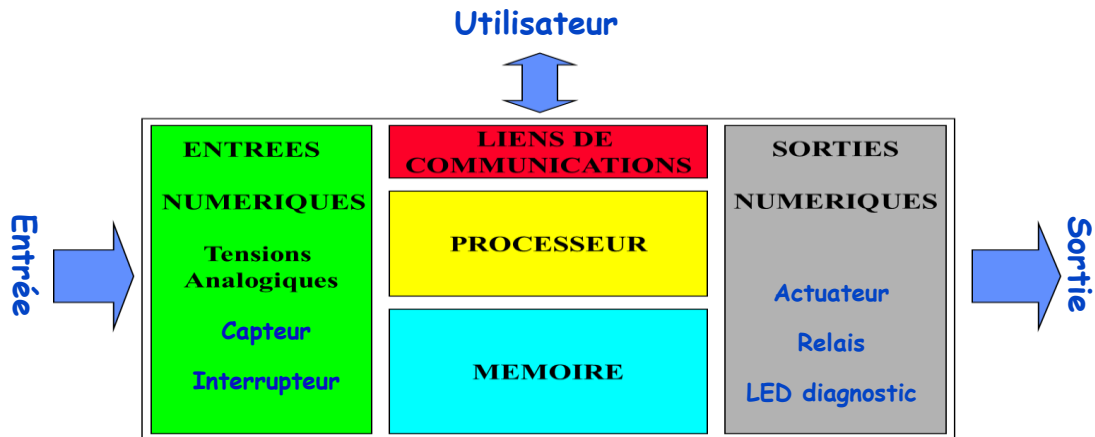 Utilisateur
Entrée
ENTREES
NUMERIQUES
Tensions
Analogiques
Capteur
Interrupteur
LIENS DE
COMMUNICATIONS
PROCESSEUR
MEMOIRE
SORTIES
NUMERIQUES
Actuateur
Relais
LED diagnostic
Sortie